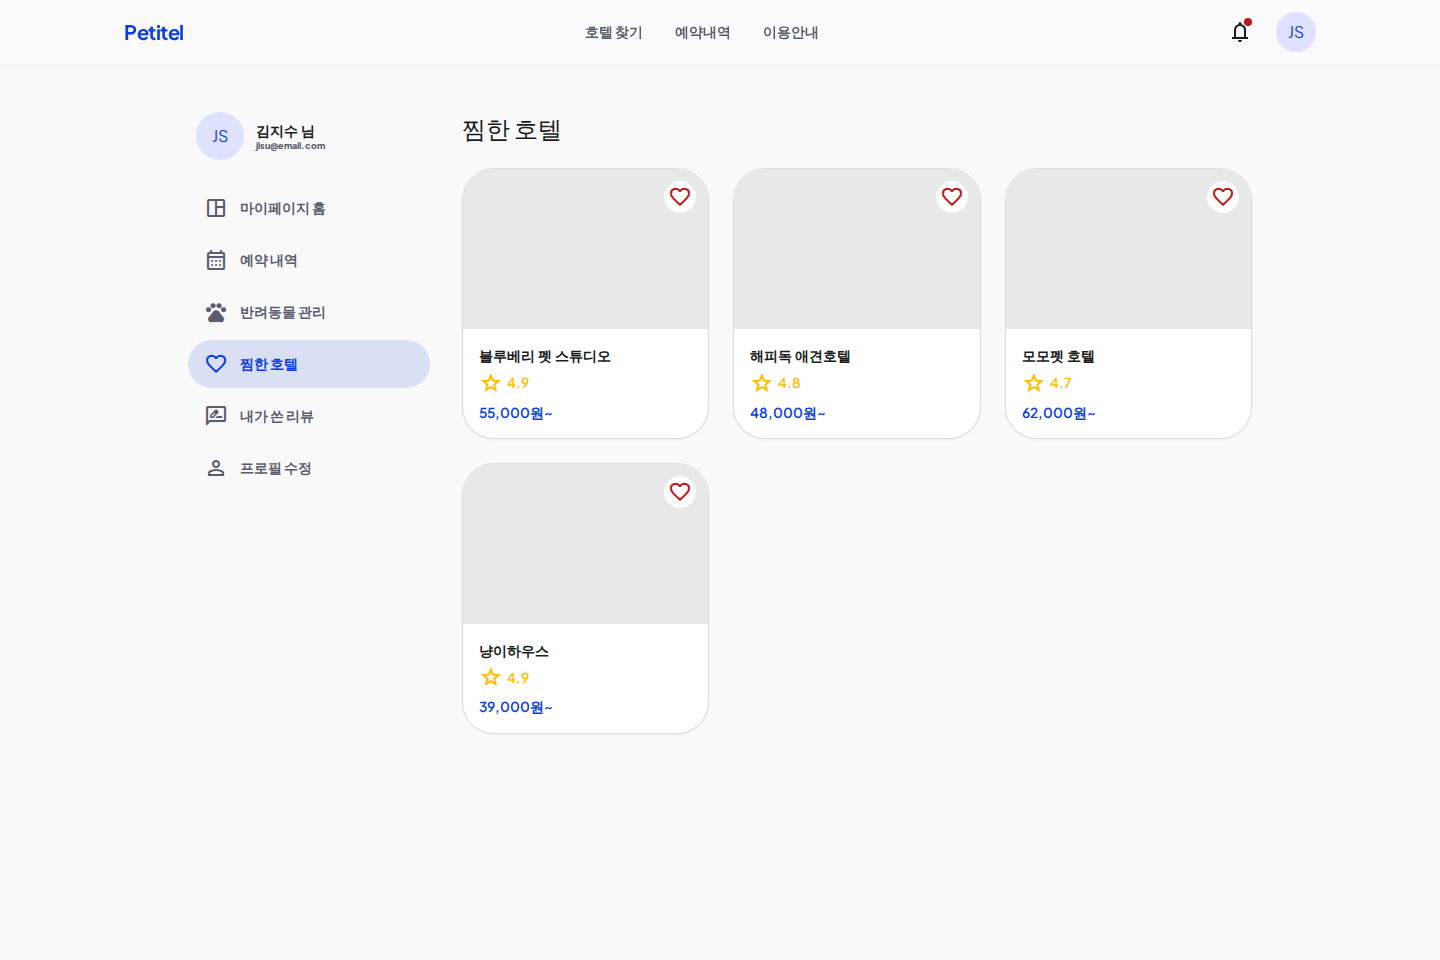 Petitel
호텔 찾기
예약내역
이용안내
JS
JS
김지수 님
jisu@email.com
마이페이지 홈
예약 내역
반려동물 관리
찜한 호텔
내가 쓴 리뷰
프로필 수정
찜한 호텔
블루베리 펫 스튜디오
4.9
55,000원~
해피독 애견호텔
4.8
48,000원~
모모펫 호텔
4.7
62,000원~
냥이하우스
4.9
39,000원~